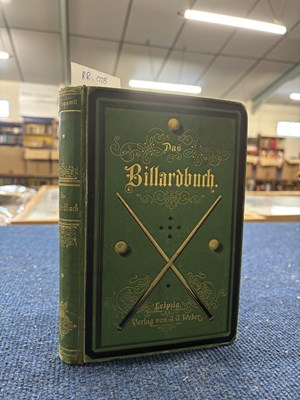 Das
Billardbuch.
Leipzig
Verlag von J. J. Weber